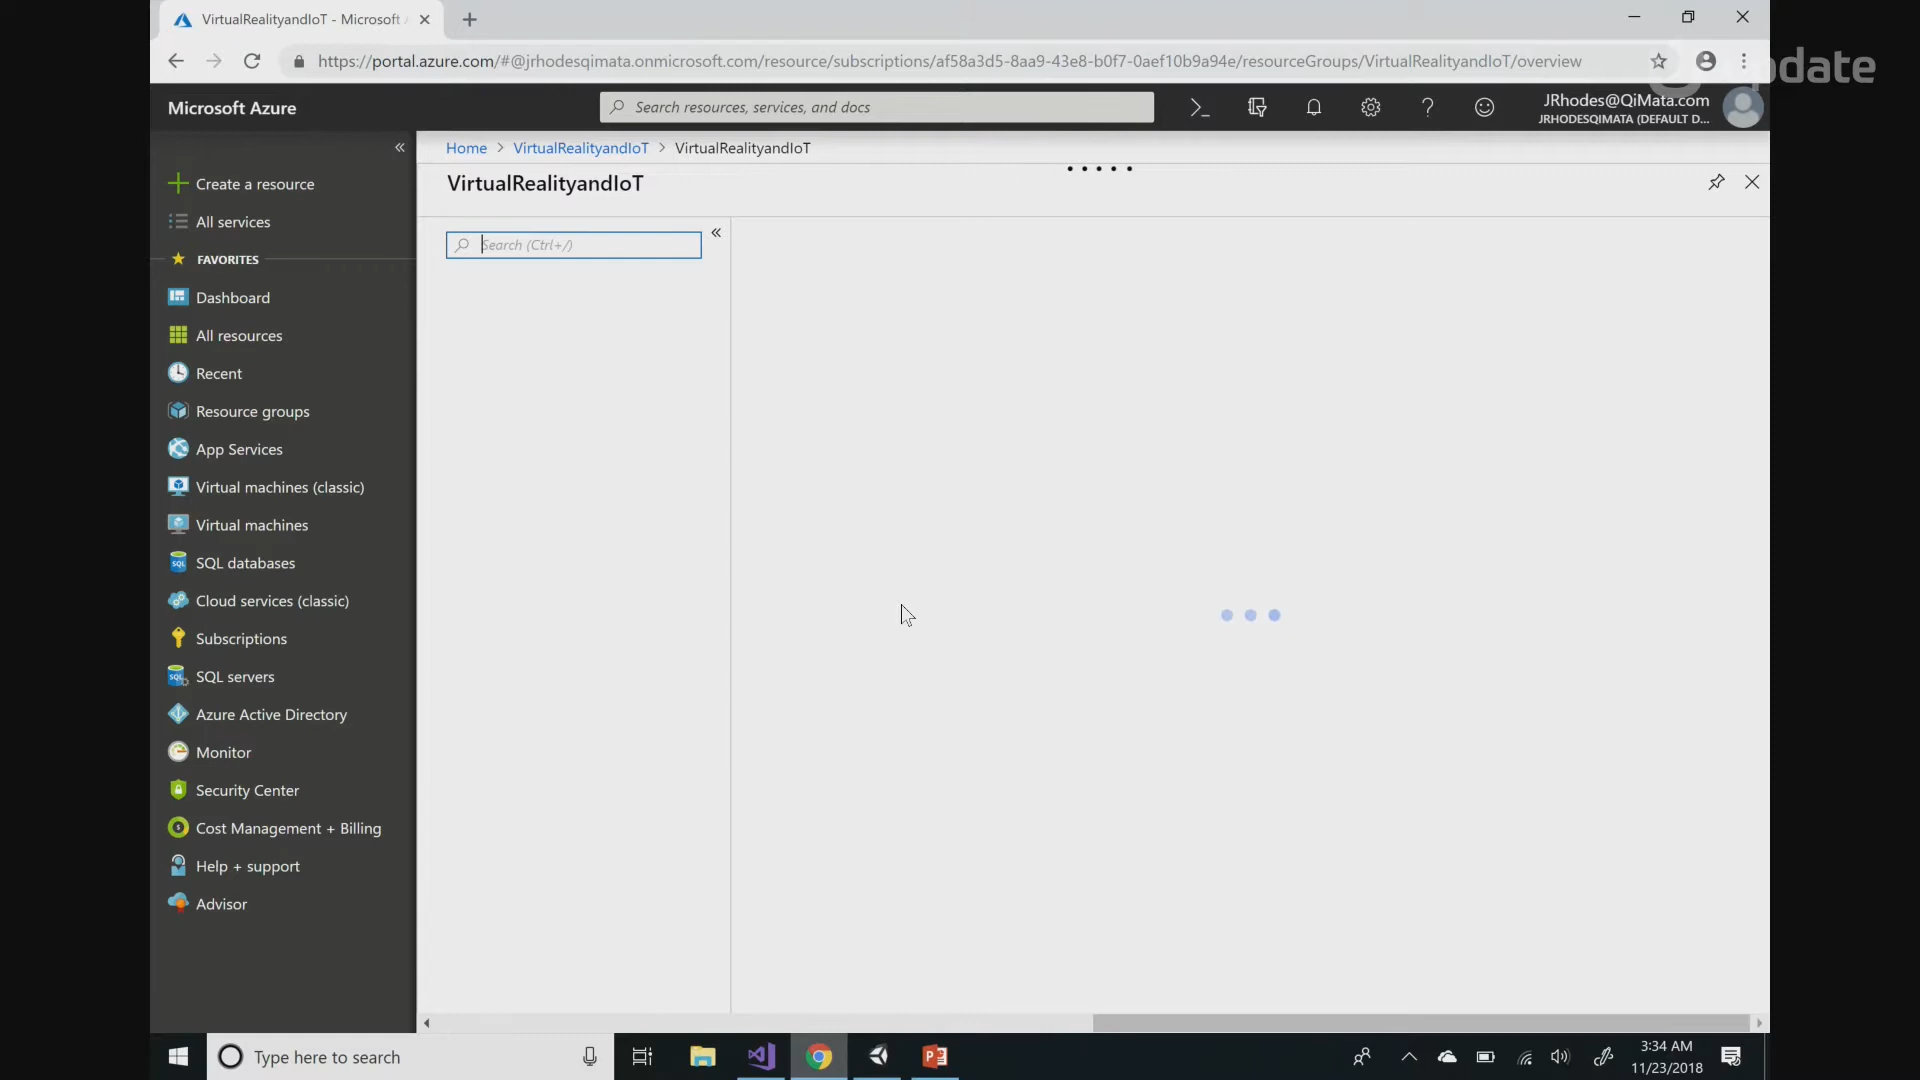 VirtualRealityandIoT - Microsoft
https://portal.azure.com/#@jrhodesqimata.onmicrosoft.com/resource/subscriptions/af58a3d5-8aa9-43e8-b0f7-0aef10b9a94e/resourceGroups/VirtualRealityandIoT/overview
update
Microsoft Azure
Search resources, services, and docs
JRhodes@QiMata.com
JRHODESQIMATA (DEFAULT D...
Home > VirtualRealityandIoT > VirtualRealityandIoT
VirtualRealityandIoT
Search (Ctrl+/)
Create a resource
All services
FAVORITES
Dashboard
All resources
Recent
Resource groups
App Services
Virtual machines (classic)
Virtual machines
SQL databases
Cloud services (classic)
Subscriptions
SQL servers
Azure Active Directory
Monitor
Security Center
Cost Management + Billing
Help + support
Advisor
Type here to search
3:34 AM
11/23/2018